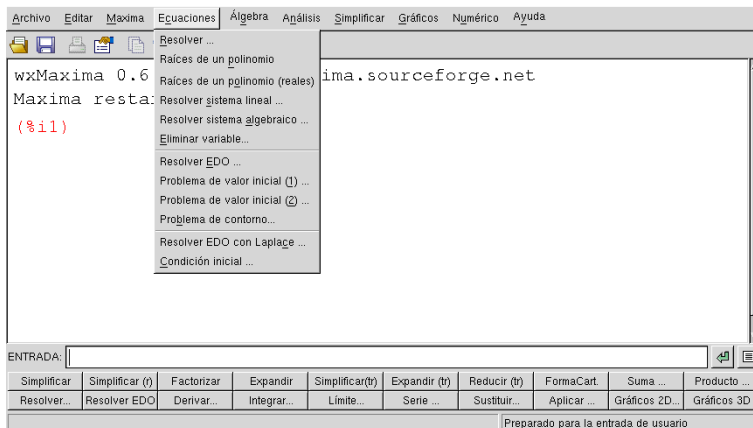 Archivo Editar Maxima Ecuaciones Álgebra Análisis Simplificar Gráficos Numérico Ayuda
wxMaxima 0.6
ima.sourceforge.net
Maxima restar
(%i1)
Resolver ...
Raíces de un polinomio
Raíces de un polinomio (reales)
Resolver sistema lineal ...
Resolver sistema algebraico ...
Eliminar variable...
Resolver EDO ...
Problema de valor inicial (1) ...
Problema de valor inicial (2) ...
Problema de contorno...
Resolver EDO con Laplace ...
Condición inicial ...
ENTRADA:
Simplificar Simplificar (r) Factorizar Expandir Simplificar(tr) Expandir (tr) Reducir (tr) FormaCart. Suma ... Producto ...
Resolver... Resolver EDO Derivar... Integrar... Límite... Serie ... Sustituir... Aplicar ... Gráficos 2D... Gráficos 3D
Preparado para la entrada de usuario